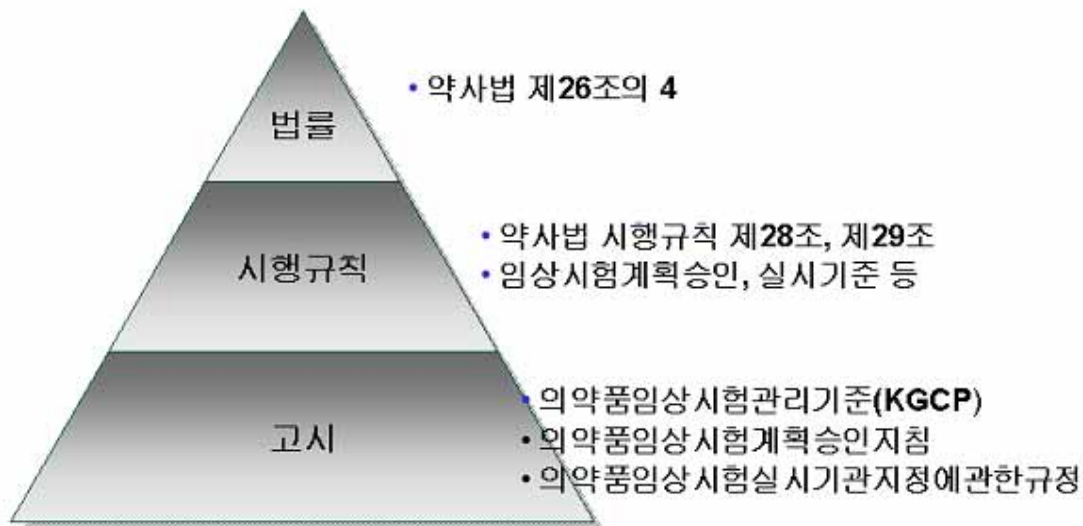 법률
• 약사법 제26조의 4
시행규칙
• 약사법 시행규칙 제28조, 제29조
• 임상시험계획승인, 실시기준 등
고시
• 의약품임상시험관리기준(KGCP)
• 의약품임상시험계획승인지침
• 의약품임상시험실시기관지정에관한규정